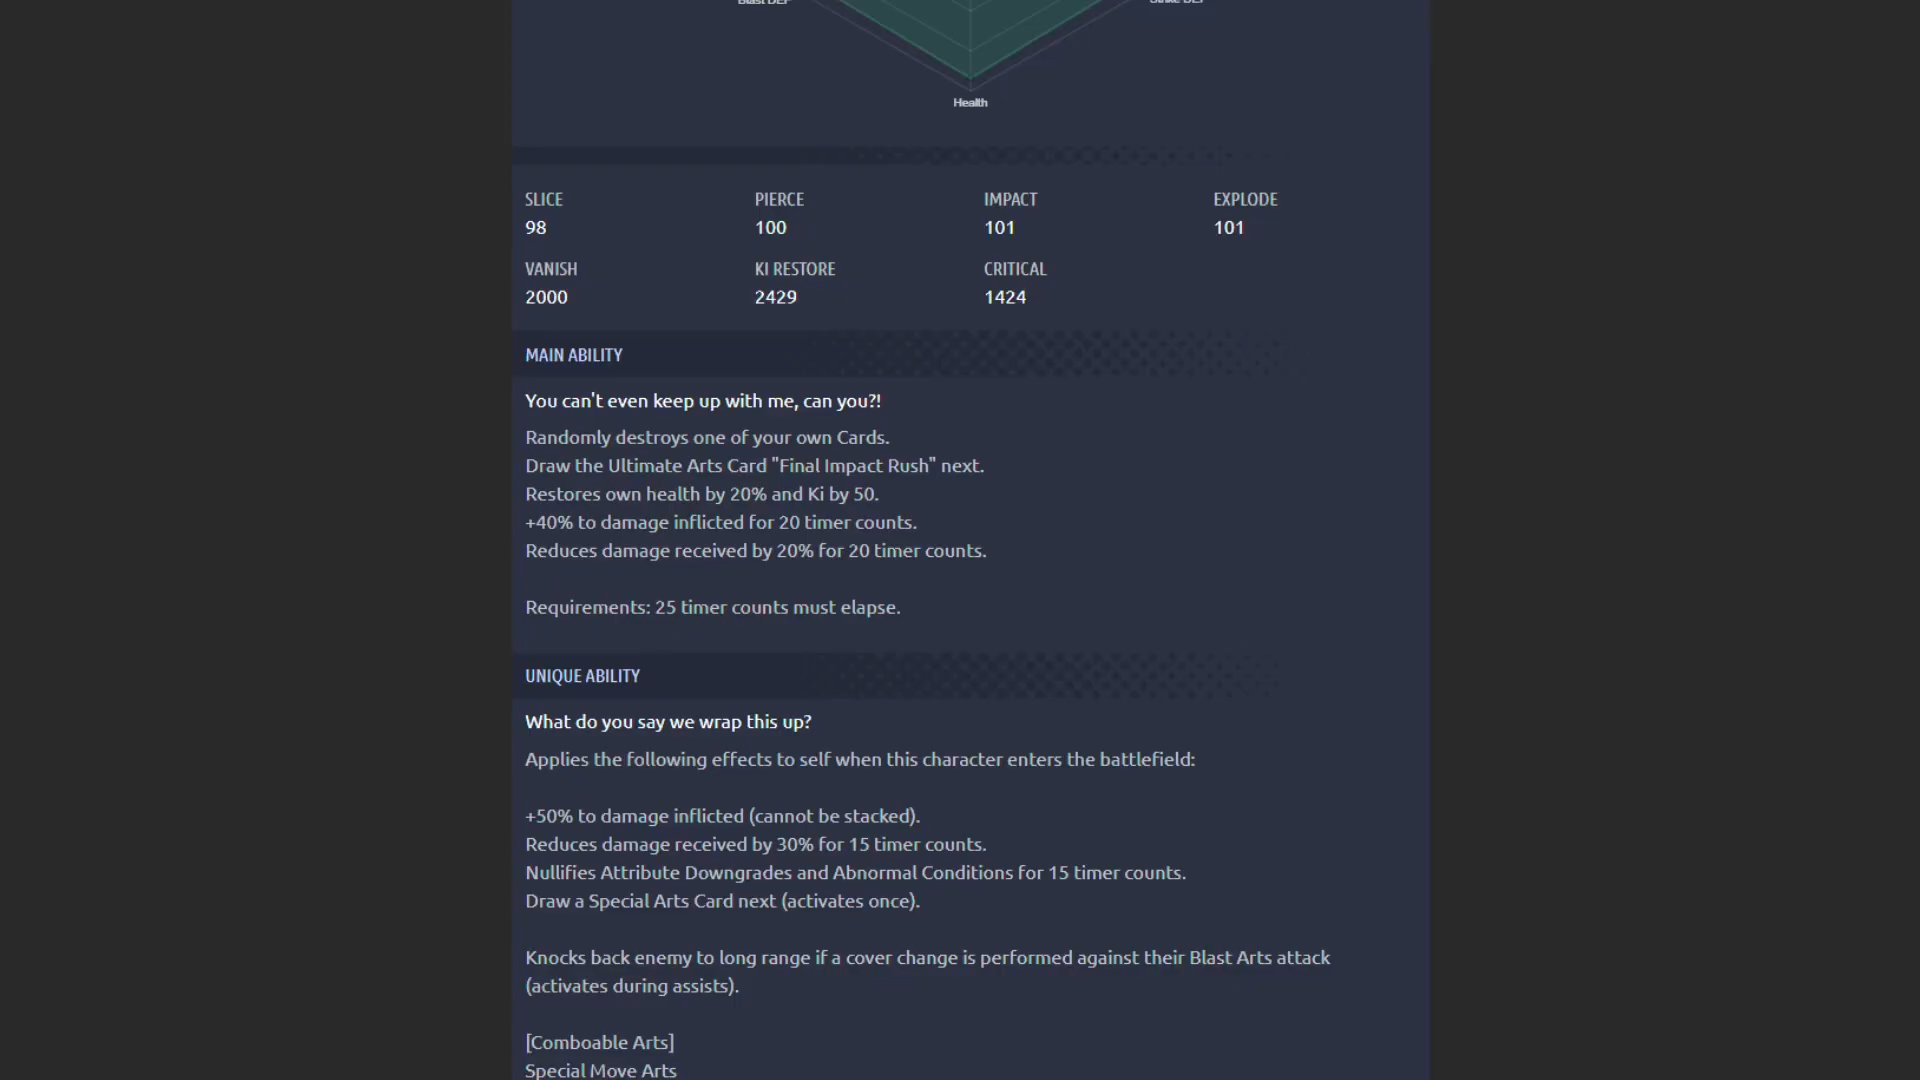 Blast DEF
Strike DEF
Health
SLICE
98
PIERCE
100
IMPACT
101
EXPLODE
101
VANISH
2000
KI RESTORE
2429
CRITICAL
1424
MAIN ABILITY
You can't even keep up with me, can you?!
Randomly destroys one of your own Cards.
Draw the Ultimate Arts Card "Final Impact Rush" next.
Restores own health by 20% and Ki by 50.
+40% to damage inflicted for 20 timer counts.
Reduces damage received by 20% for 20 timer counts.
Requirements: 25 timer counts must elapse.
UNIQUE ABILITY
What do you say we wrap this up?
Applies the following effects to self when this character enters the battlefield:
+50% to damage inflicted (cannot be stacked).
Reduces damage received by 30% for 15 timer counts.
Nullifies Attribute Downgrades and Abnormal Conditions for 15 timer counts.
Draw a Special Arts Card next (activates once).
Knocks back enemy to long range if a cover change is performed against their Blast Arts attack
(activates during assists).
[Comboable Arts]
Special Move Arts